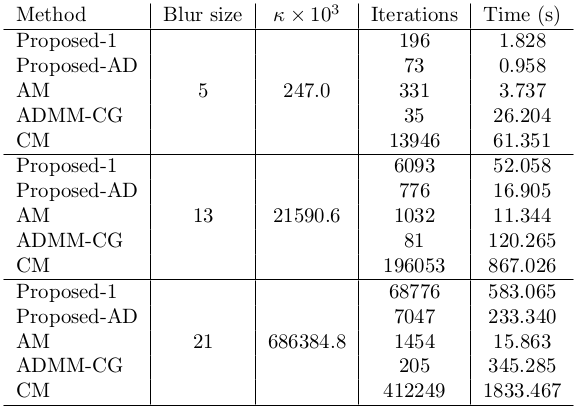 Method Blur size κ × 10³ Iterations Time (s)
Proposed-1 196 1.828
Proposed-AD 73 0.958
AM 5 247.0 331 3.737
ADMM-CG 35 26.204
CM 13946 61.351
Proposed-1 6093 52.058
Proposed-AD 776 16.905
AM 13 21590.6 1032 11.344
ADMM-CG 81 120.265
CM 196053 867.026
Proposed-1 68776 583.065
Proposed-AD 7047 233.340
AM 21 686384.8 1454 15.863
ADMM-CG 205 345.285
CM 412249 1833.467